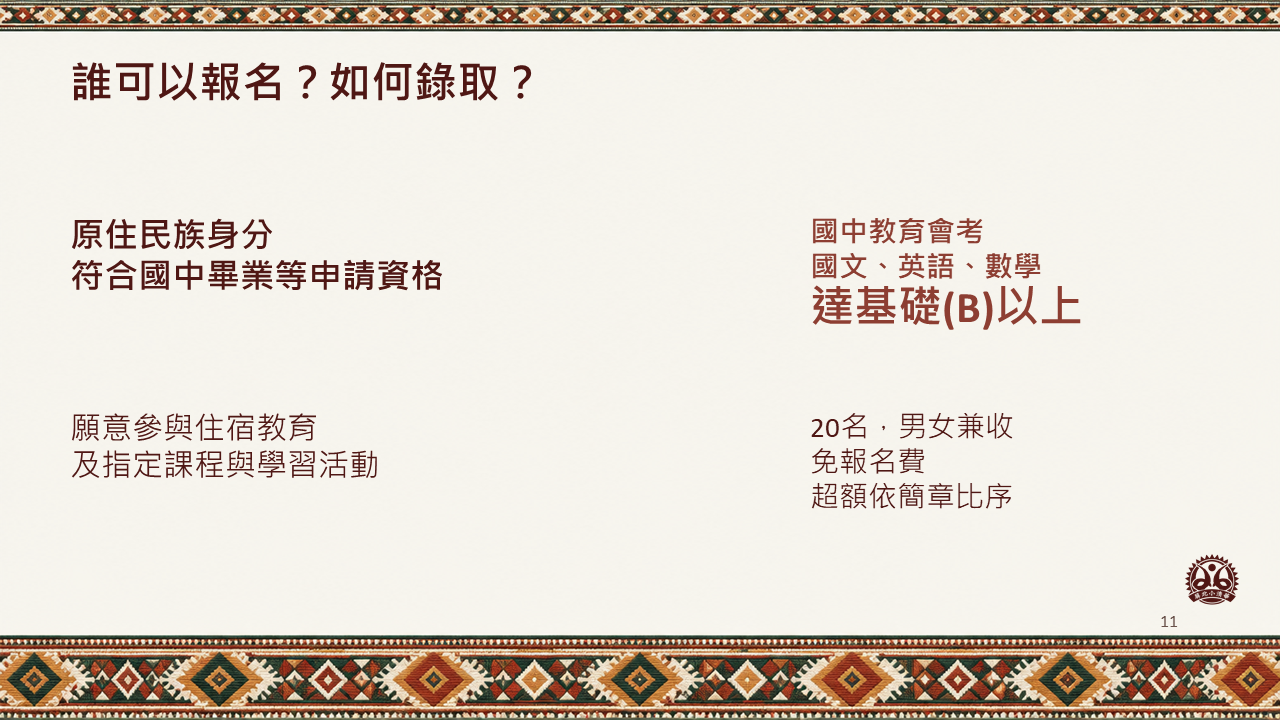 誰可以報名？如何錄取？
原住民族身分
符合國中畢業等申請資格
國中教育會考
國文、英語、數學
達基礎(B)以上
願意參與住宿教育
及指定課程與學習活動
20名，男女兼收
免報名費
超額依簡章比序
11